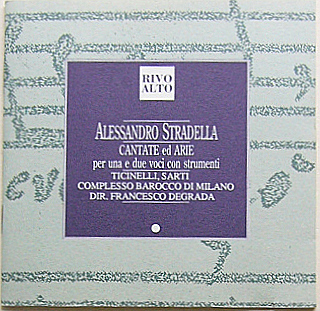 RIVO
ALTO
ALESSANDRO STRADELLA
CANTATE ed ARIE
per una e due voci con strumenti
TICINELLI, SARTI
COMPLESSO BAROCCO DI MILANO
DIR. FRANCESCO DEGRADA